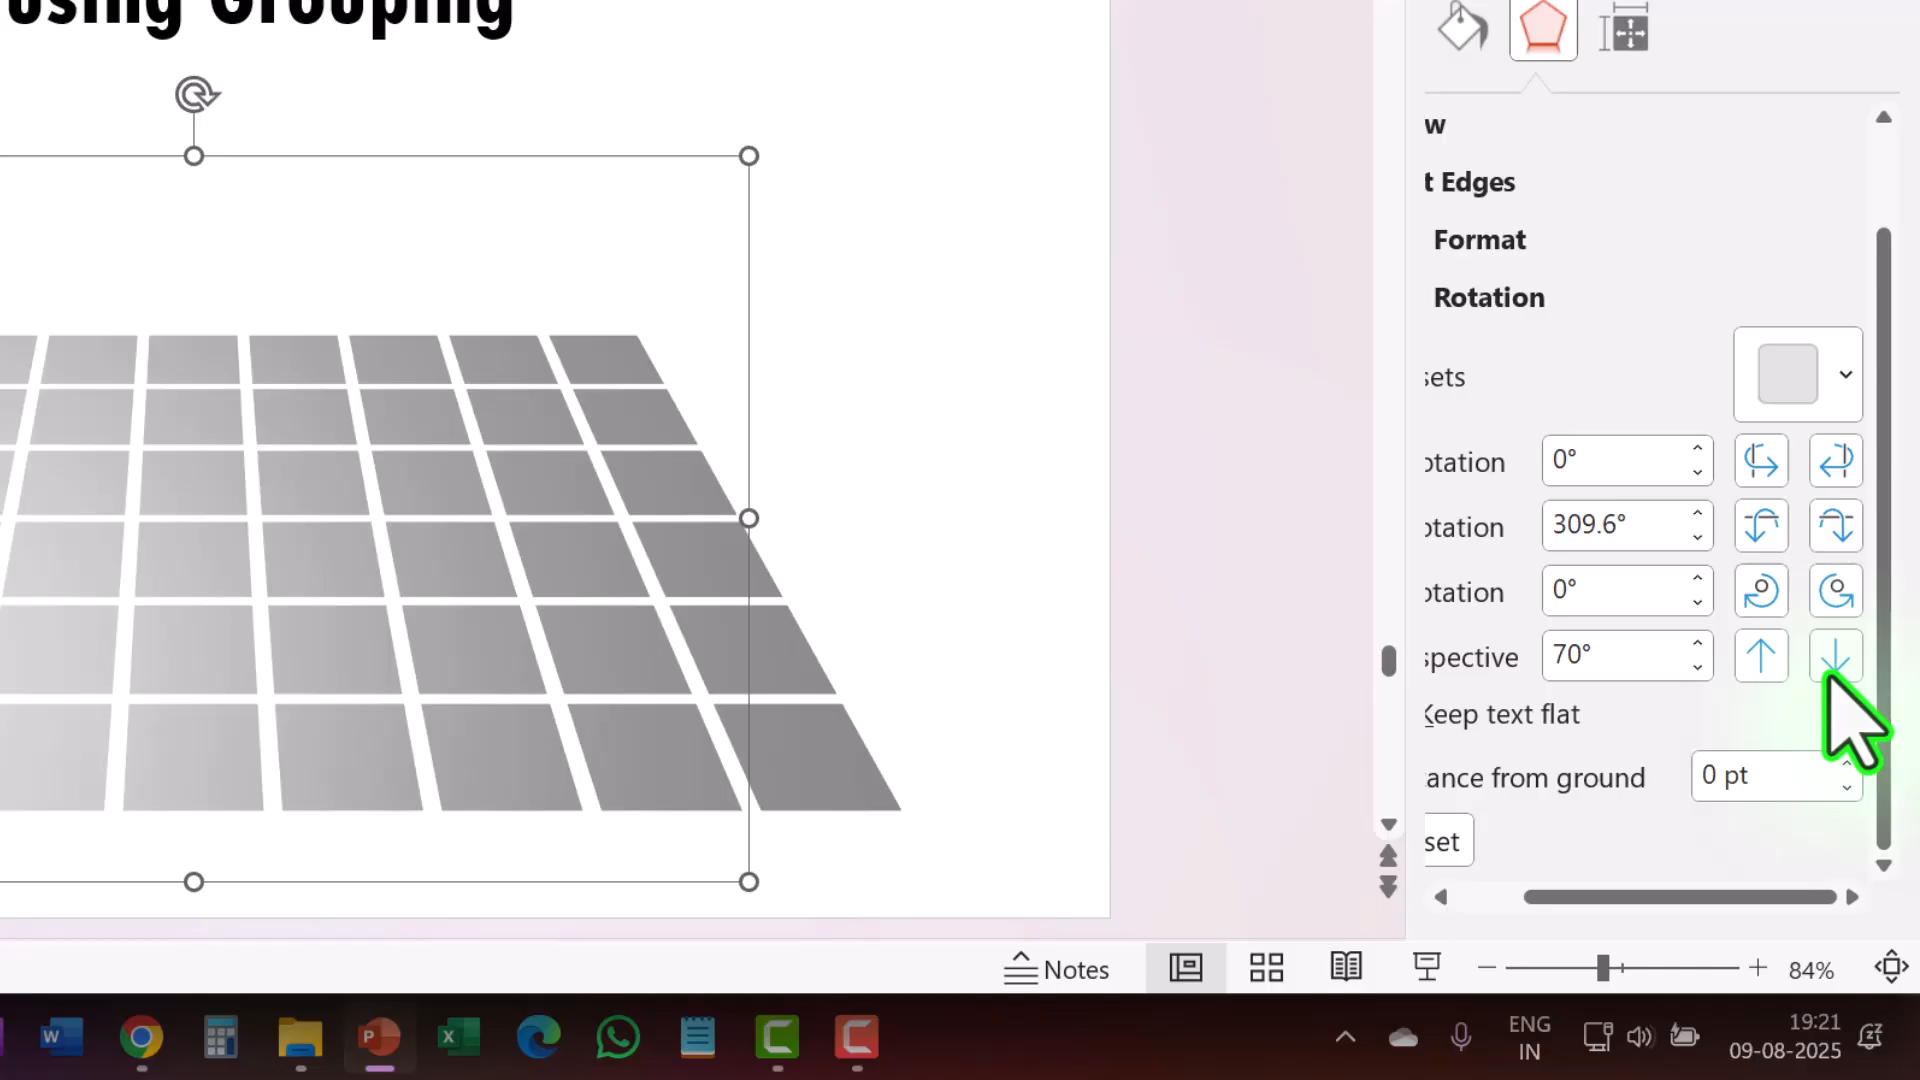 Using Grouping
w
t Edges
Format
Rotation
sets
otation 0°
otation 309.6°
otation 0°
spective 70°
Keep text flat
ance from ground 0 pt
set
Notes 84%
ENG 19:21
IN 09-08-2025